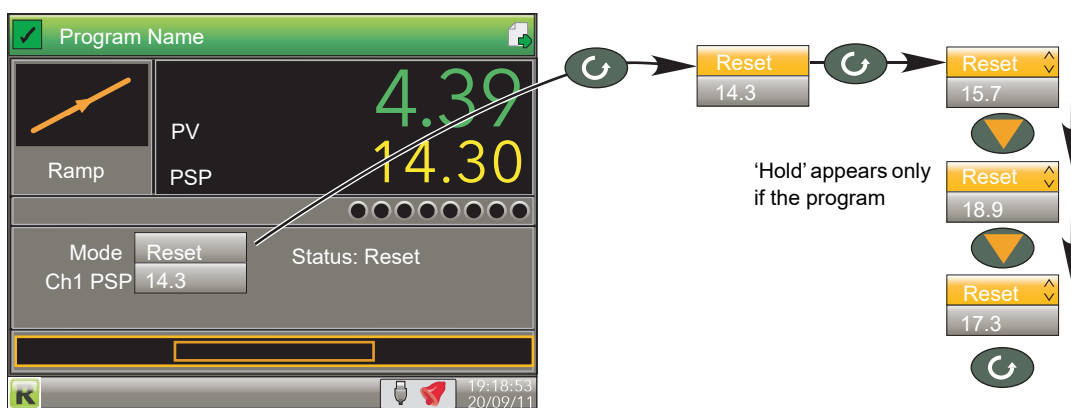 Program Name
4.39
PV
14.30
PSP
Ramp
Mode Reset
Status: Reset
Ch1 PSP 14.3
19:18:53
20/09/11
Reset
14.3
Reset
15.7
'Hold' appears only
if the program
Reset
18.9
Reset
17.3